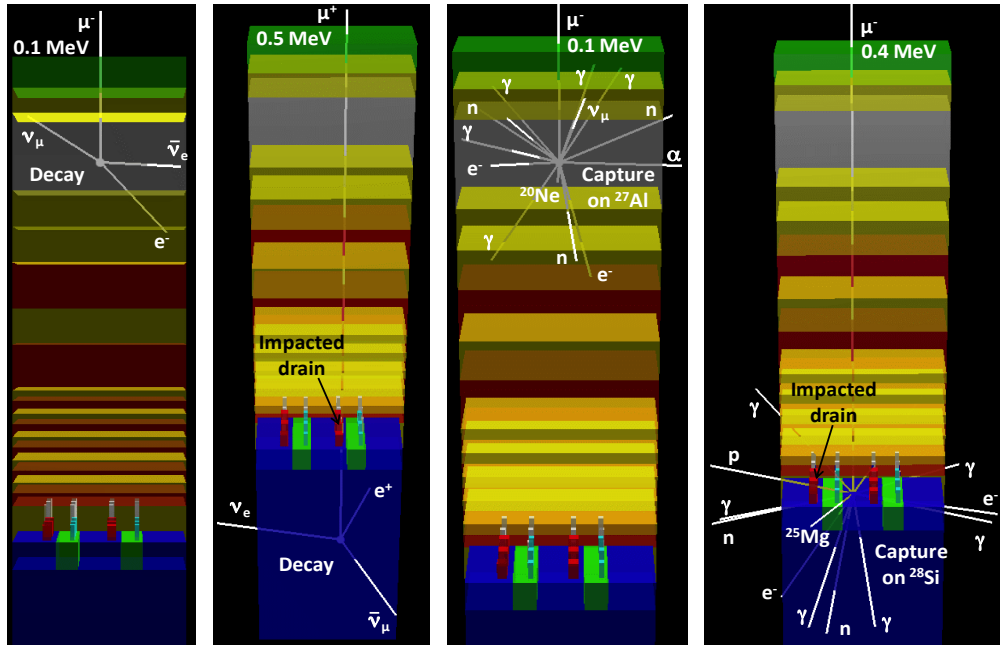 μ⁻
0.1 MeV
ν_μ
ν̄_e
Decay
e⁻
μ⁺
0.5 MeV
Impacted
drain
e⁺
ν_e
Decay
ν̄_μ
μ⁻
0.1 MeV
γ
γ
γ
n
ν_μ
n
γ
α
e⁻
Capture
²⁰Ne
on ²⁷Al
γ
n
e⁻
μ⁻
0.4 MeV
Impacted
drain
γ
p
γ
γ
e⁻
n
γ
²⁵Mg
Capture
on ²⁸Si
e⁻
γ
n
γ